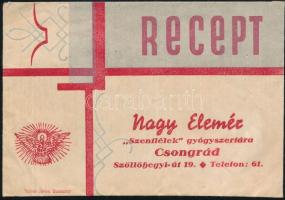 RECEPT
Nagy Elemér
„Szentlélek” gyógyszertára
Csongrád
Szőllőhegyi-út 19. ◆ Telefon: 61.